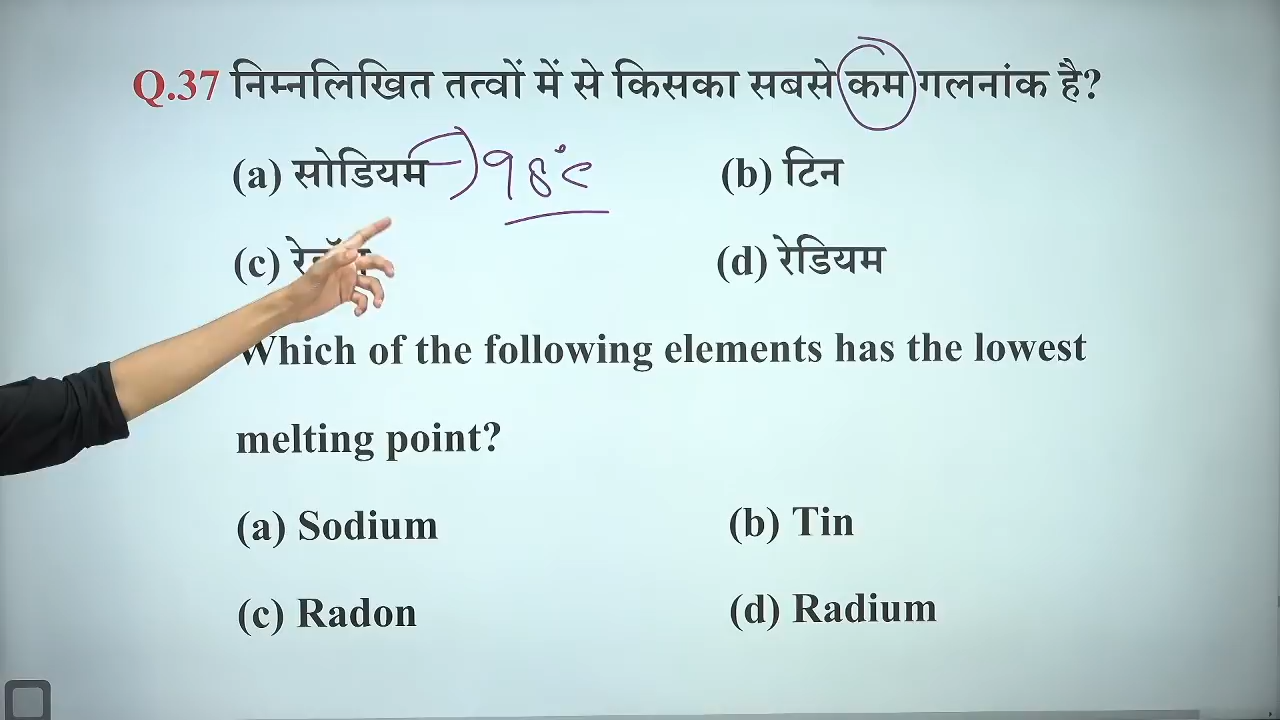 Q.37 निम्नलिखित तत्वों में से किसका सबसे कम गलनांक है?
(a) सोडियम 98°C (b) टिन
(c) (d) रेडियम
Which of the following elements has the lowest
melting point?
(a) Sodium (b) Tin
(c) Radon (d) Radium